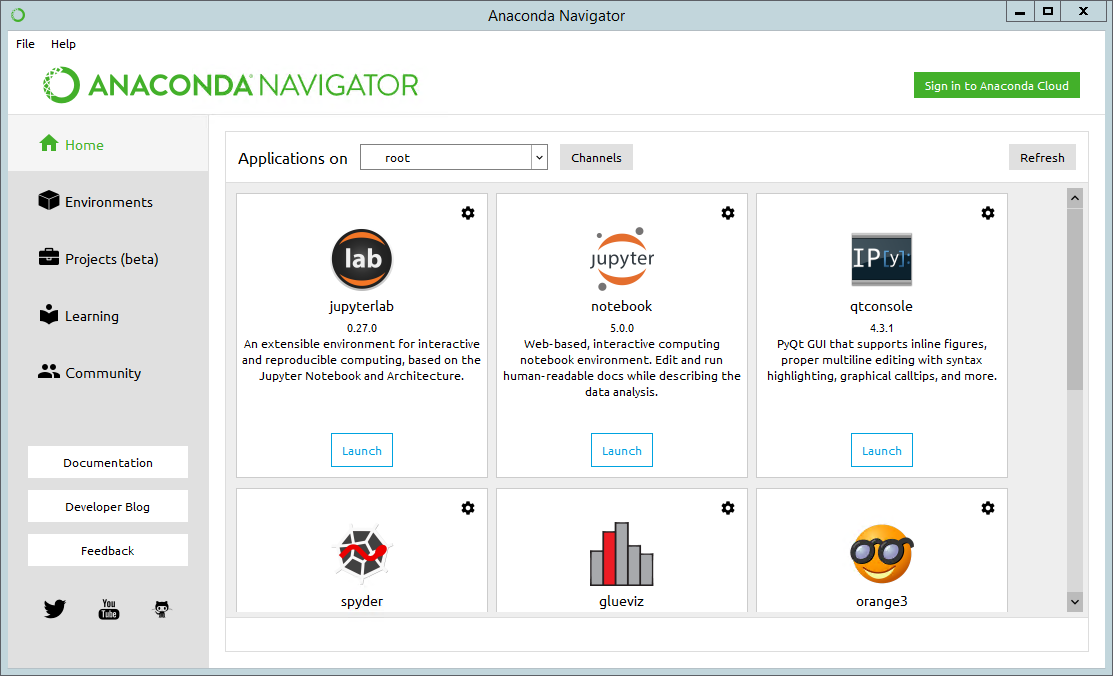 Anaconda Navigator
File Help
ANACONDA NAVIGATOR
Sign in to Anaconda Cloud
Home
Environments
Projects (beta)
Learning
Community
Documentation
Developer Blog
Feedback
You
Tube
Applications on root Channels Refresh
lab
jupyterlab
0.27.0
An extensible environment for interactive
and reproducible computing, based on the
Jupyter Notebook and Architecture.
Launch
jupyter
notebook
5.0.0
Web-based, interactive computing
notebook environment. Edit and run
human-readable docs while describing the
data analysis.
Launch
IP[y]:
qtconsole
4.3.1
PyQt GUI that supports inline figures,
proper multiline editing with syntax
highlighting, graphical calltips, and more.
Launch
spyder
glueviz
orange3